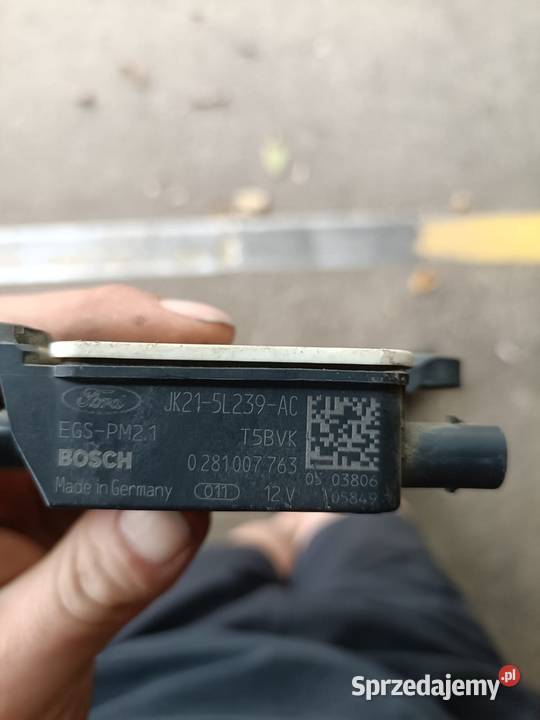 Ford JK21-5L239-AC
EGS-PM2.1 T5BVK
BOSCH 0 281 007 763 05 03806
Made in Germany 011 12 V 05849
Sprzedajemy.pl